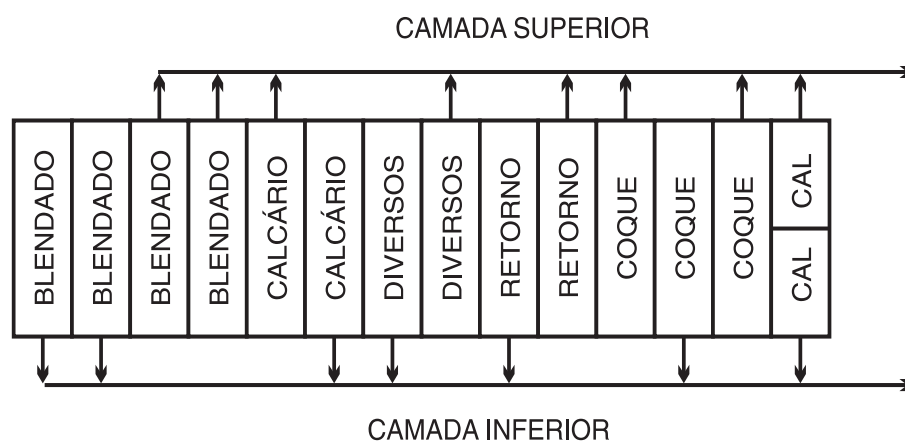 CAMADA SUPERIOR
BLENDADO
BLENDADO
BLENDADO
BLENDADO
CALCÁRIO
CALCÁRIO
DIVERSOS
DIVERSOS
RETORNO
RETORNO
COQUE
COQUE
COQUE
CAL
CAL
CAMADA INFERIOR